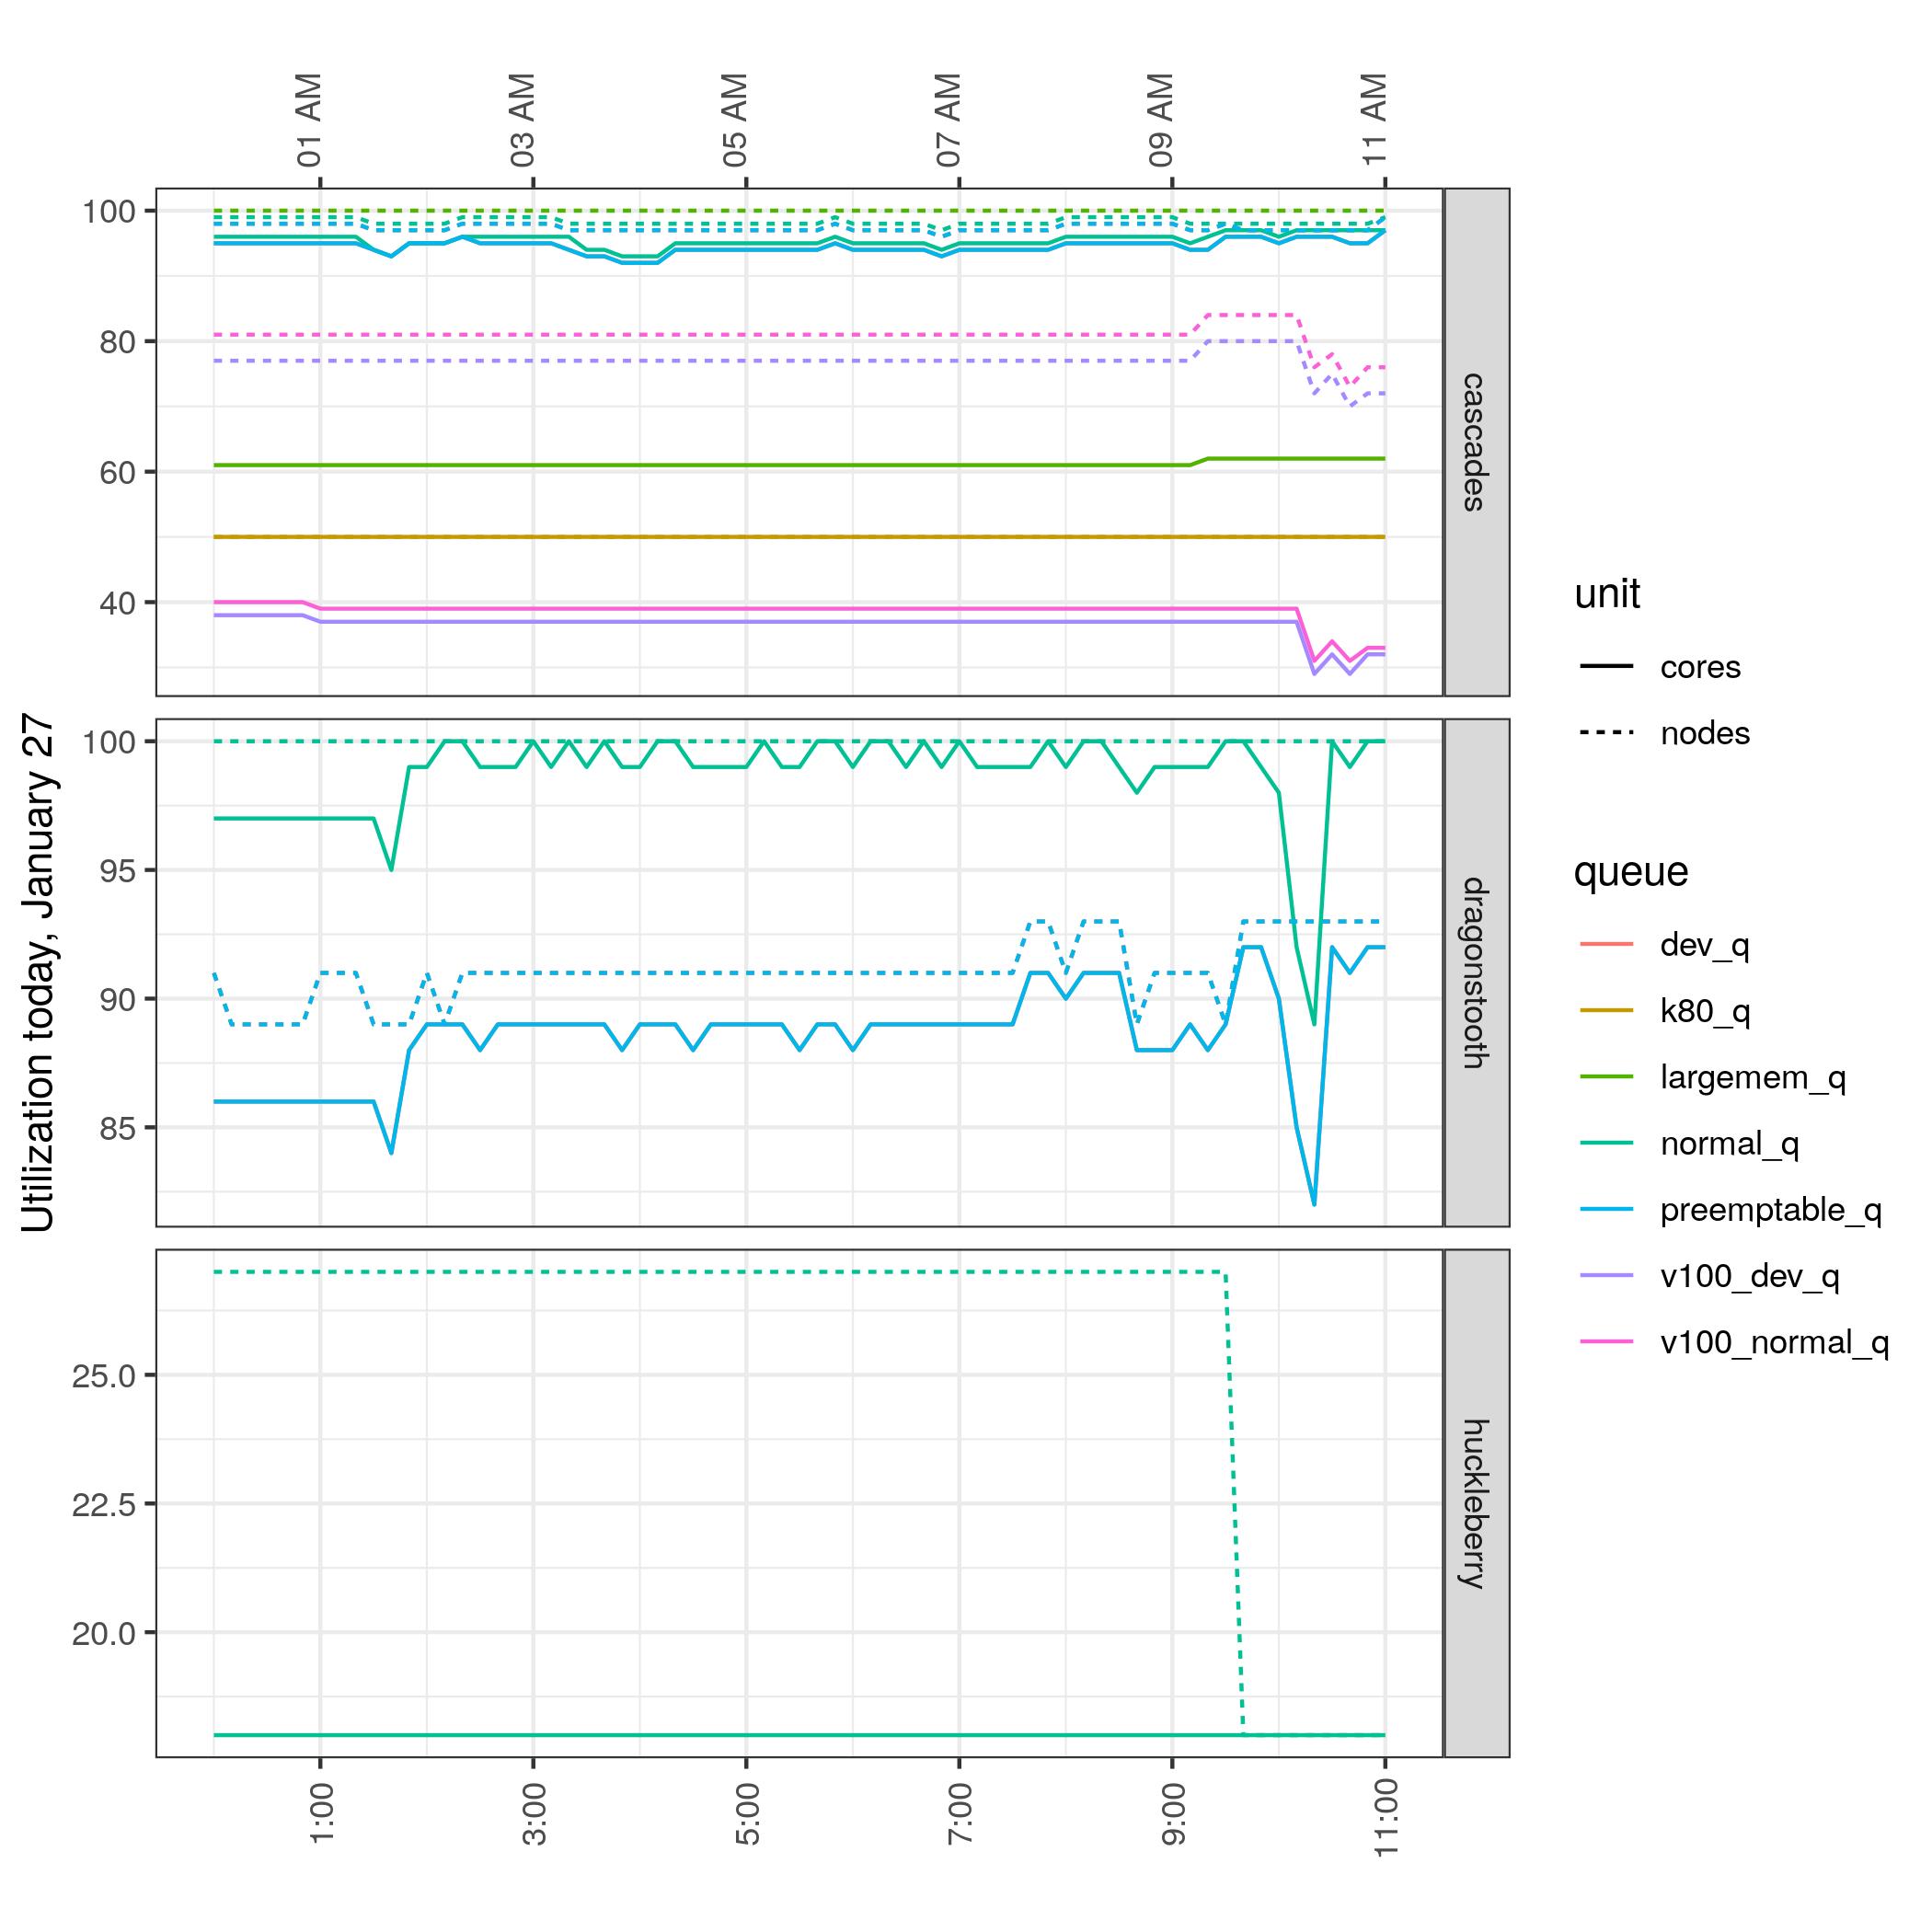 01 AM
03 AM
05 AM
07 AM
09 AM
11 AM
Utilization today, January 27
100
80
60
40
cascades
100
95
90
85
dragonstooth
25.0
22.5
20.0
huckleberry
1:00
3:00
5:00
7:00
9:00
11:00
unit
cores
nodes
queue
dev_q
k80_q
largemem_q
normal_q
preemptable_q
v100_dev_q
v100_normal_q